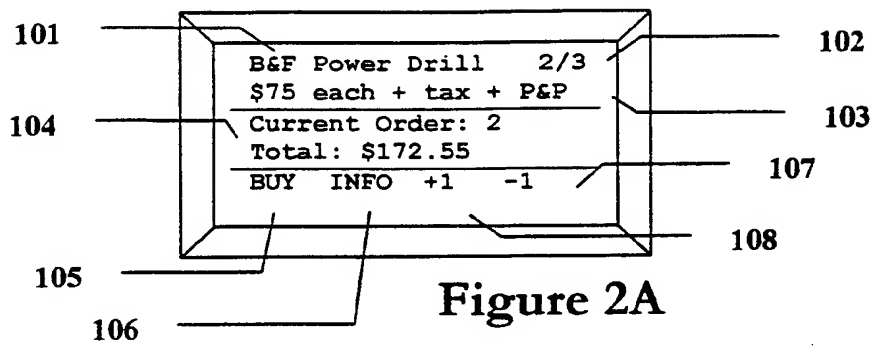 101
102
B&F Power Drill 2/3
$75 each + tax + P&P
103
104
Current Order: 2
Total: $172.55
107
BUY INFO +1 -1
108
105
106
Figure 2A